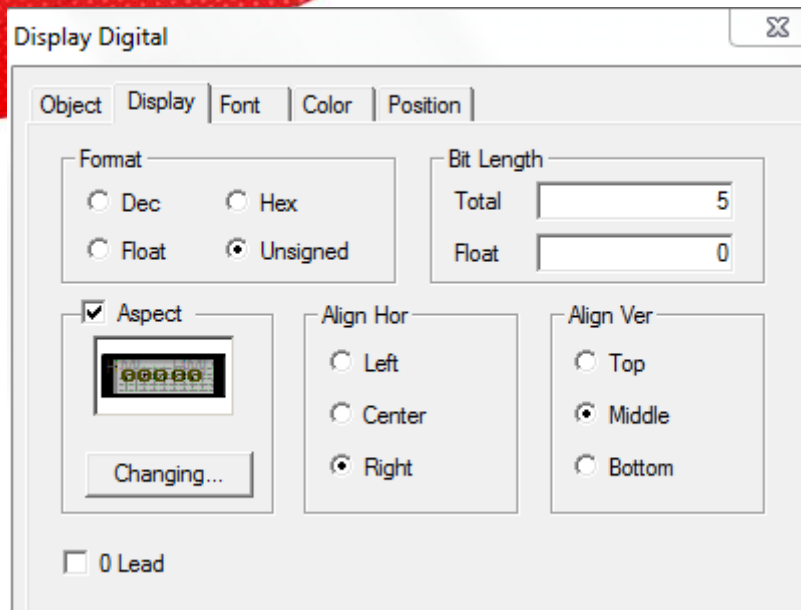 Display Digital
Object Display Font Color Position
Format
Dec Hex
Float Unsigned
Bit Length
Total 5
Float 0
Aspect
Changing...
Align Hor
Left
Center
Right
Align Ver
Top
Middle
Bottom
0 Lead